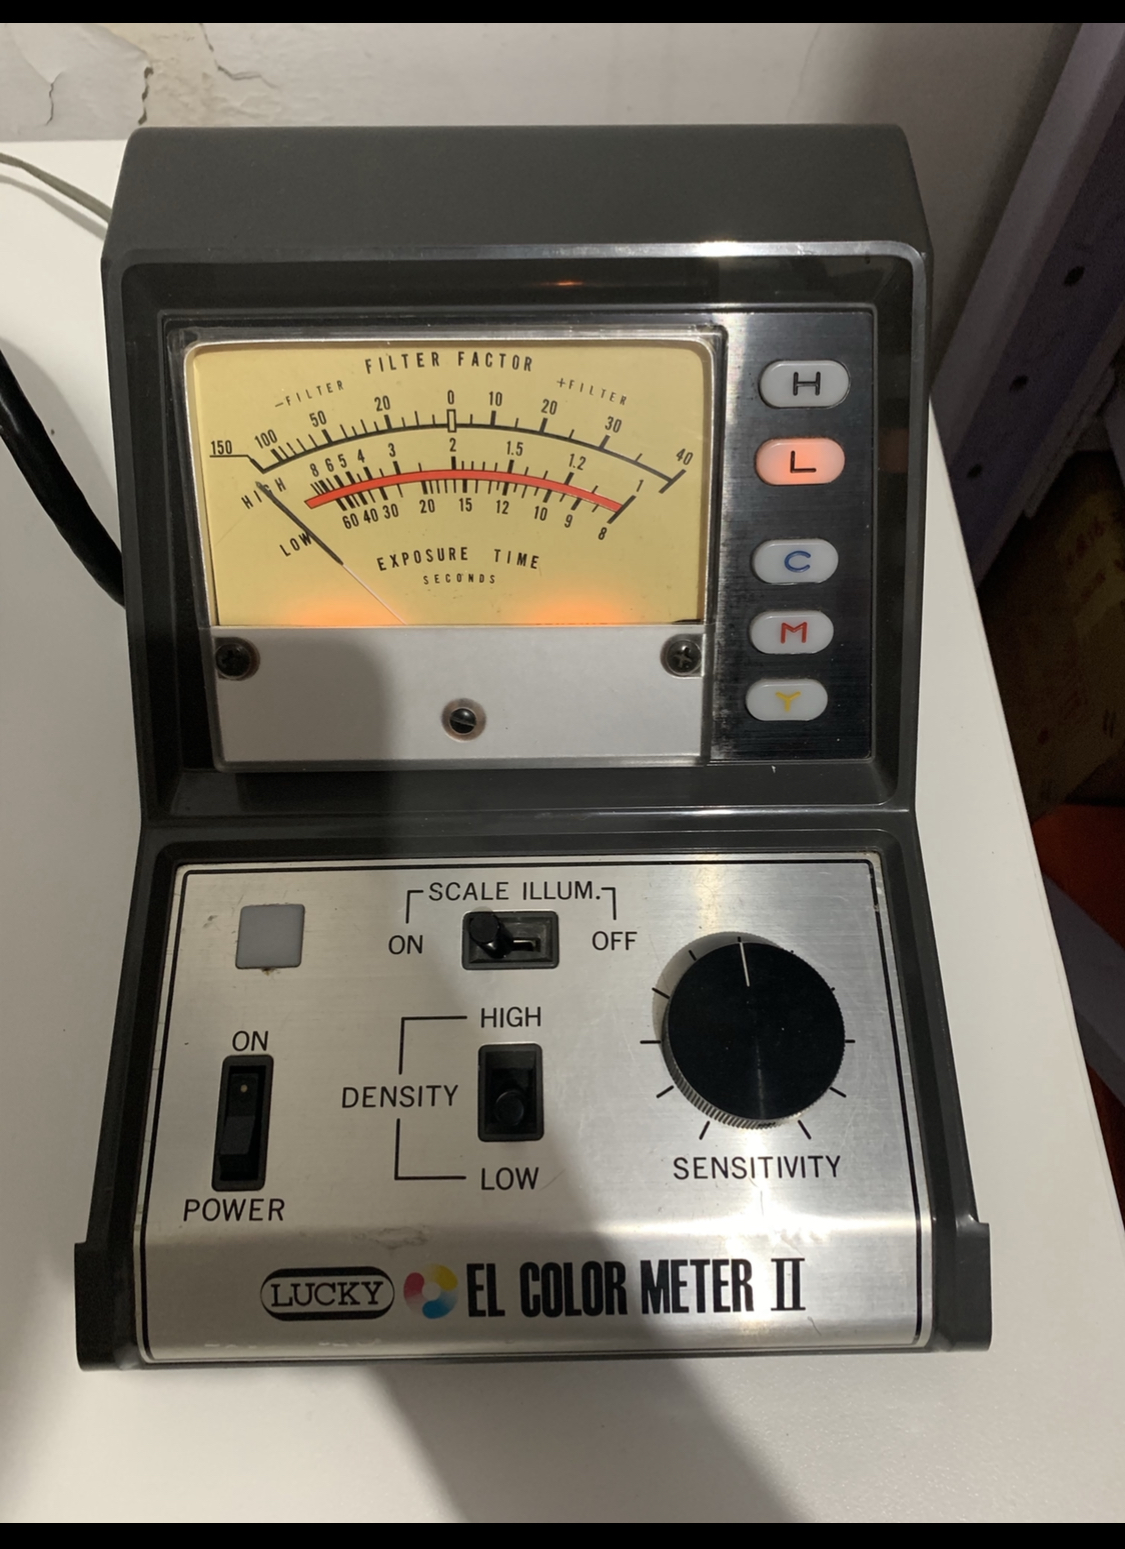 FILTER FACTOR
-FILTER +FILTER
150 100 50 20 0 10 20 30 40
HIGH
8 6 5 4 3 2 1.5 1.2 1
60 40 30 20 15 12 10 9 8
LOW
EXPOSURE TIME
SECONDS
H
L
C
M
Y
SCALE ILLUM.
ON OFF
ON
POWER
HIGH
DENSITY
LOW
SENSITIVITY
LUCKY EL COLOR METER II